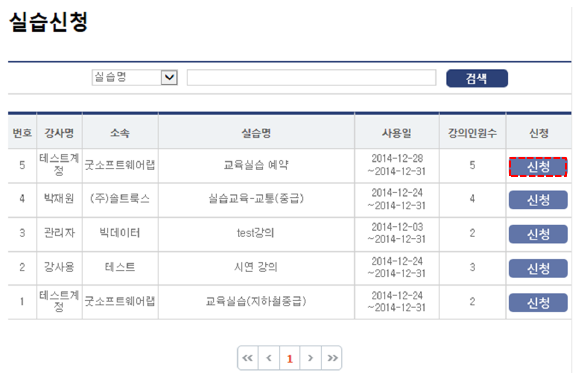 실습신청
실습명 검색
번호 강사명 소속 실습명 사용일 강의인원수 신청
5 테스트계정 굿소프트웨어랩 교육실습 예약 2014-12-28 ~2014-12-31 5 신청
4 박재원 (주)솔트룩스 실습교육-교통(중급) 2014-12-24 ~2014-12-31 4 신청
3 관리자 빅데이터 test강의 2014-12-03 ~2014-12-31 2 신청
2 강사용 테스트 시연 강의 2014-12-24 ~2014-12-31 3 신청
1 테스트계정 굿소프트웨어랩 교육실습(지하철중급) 2014-12-24 ~2014-12-31 2 신청
<< < 1 > >>